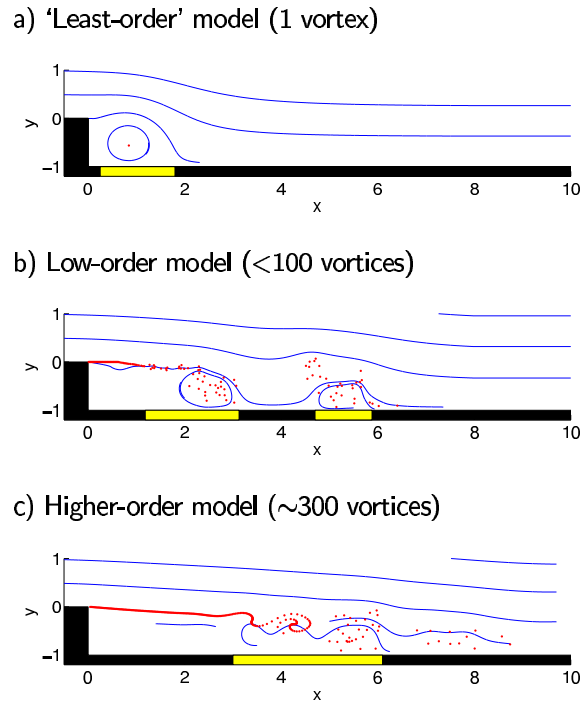 a) ‘Least-order’ model (1 vortex)
1
0
−1
y
0 2 4 6 8 10
x
b) Low-order model (<100 vortices)
1
0
−1
y
0 2 4 6 8 10
x
c) Higher-order model (∼300 vortices)
1
0
−1
y
0 2 4 6 8 10
x